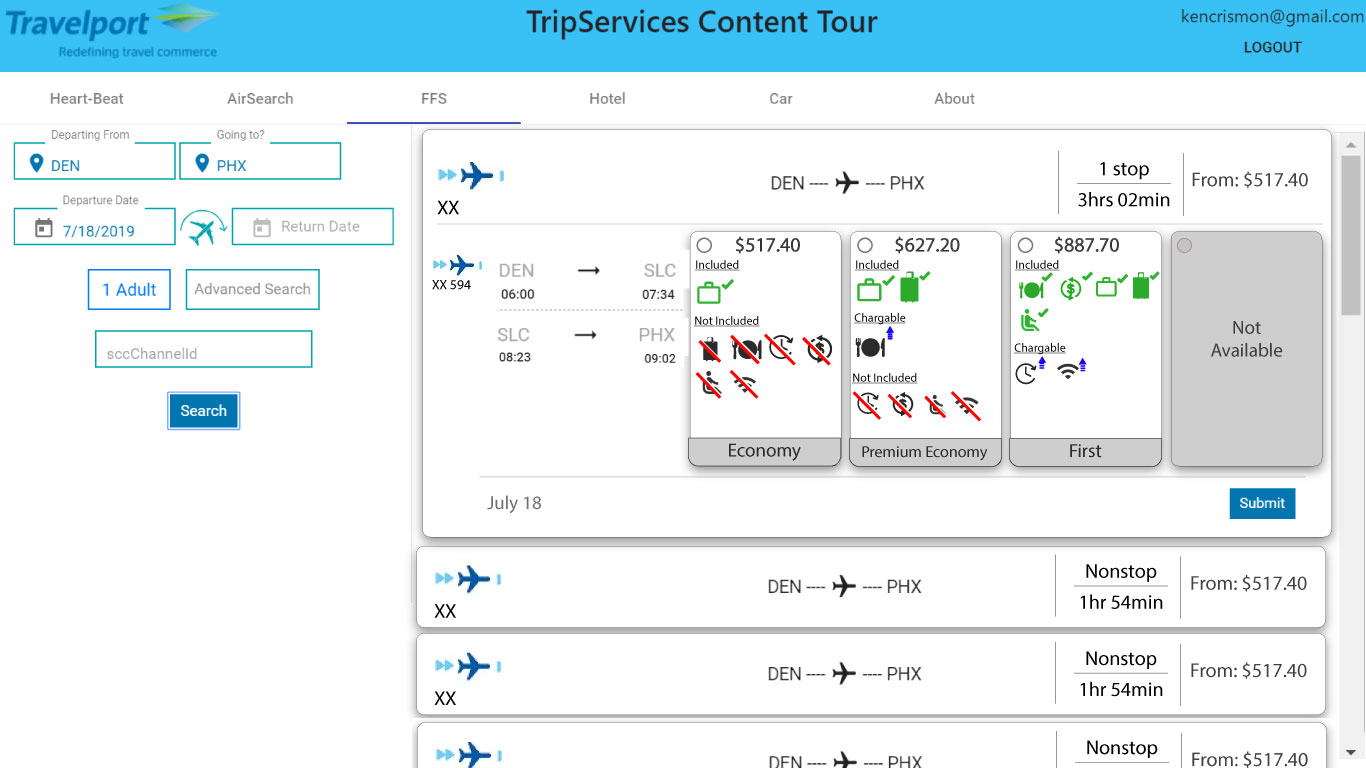 Travelport
Redefining travel commerce
TripServices Content Tour
kencrismon@gmail.com
LOGOUT
Heart-Beat
AirSearch
FFS
Hotel
Car
About
Departing From
DEN
Going to?
PHX
Departure Date
7/18/2019
Return Date
1 Adult
Advanced Search
sccChannelId
Search
XX
DEN ---- ---- PHX
1 stop
3hrs 02min
From: $517.40
XX 594
DEN
06:00
SLC
07:34
SLC
08:23
PHX
09:02
$517.40
Included
Not Included
Economy
$627.20
Included
Chargable
Not Included
Premium Economy
$887.70
Included
Chargable
First
Not
Available
July 18
Submit
XX
DEN ---- ---- PHX
Nonstop
1hr 54min
From: $517.40
XX
DEN ---- ---- PHX
Nonstop
1hr 54min
From: $517.40
DEN ---- ---- PHX
Nonstop
From: $517.40